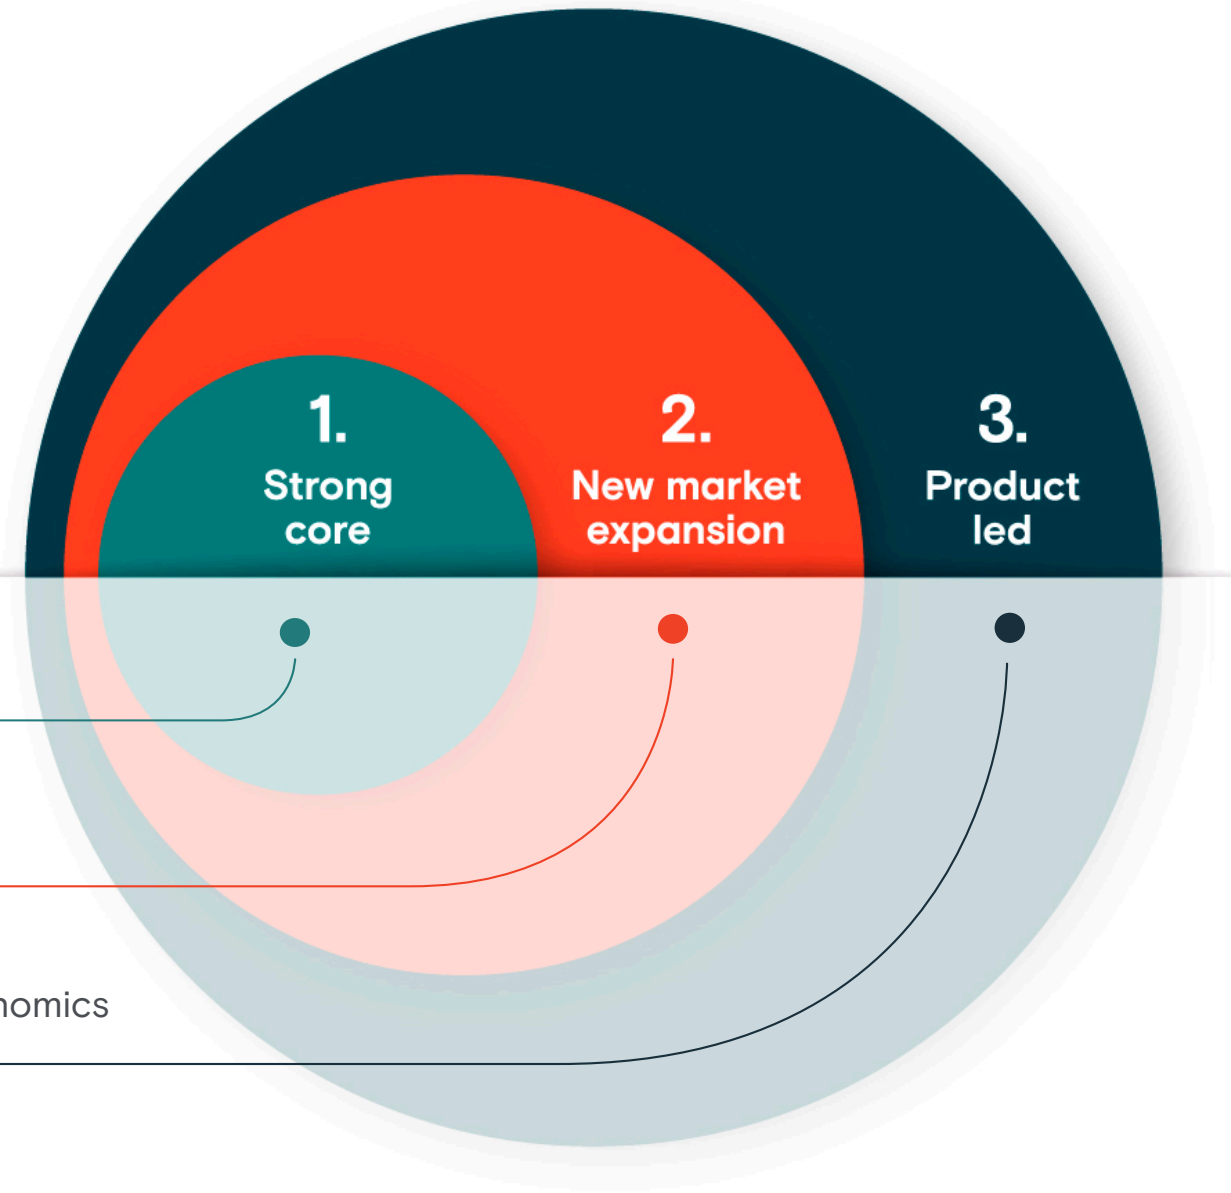 1.
Strong
core
2.
New market
expansion
3.
Product
led
nomics